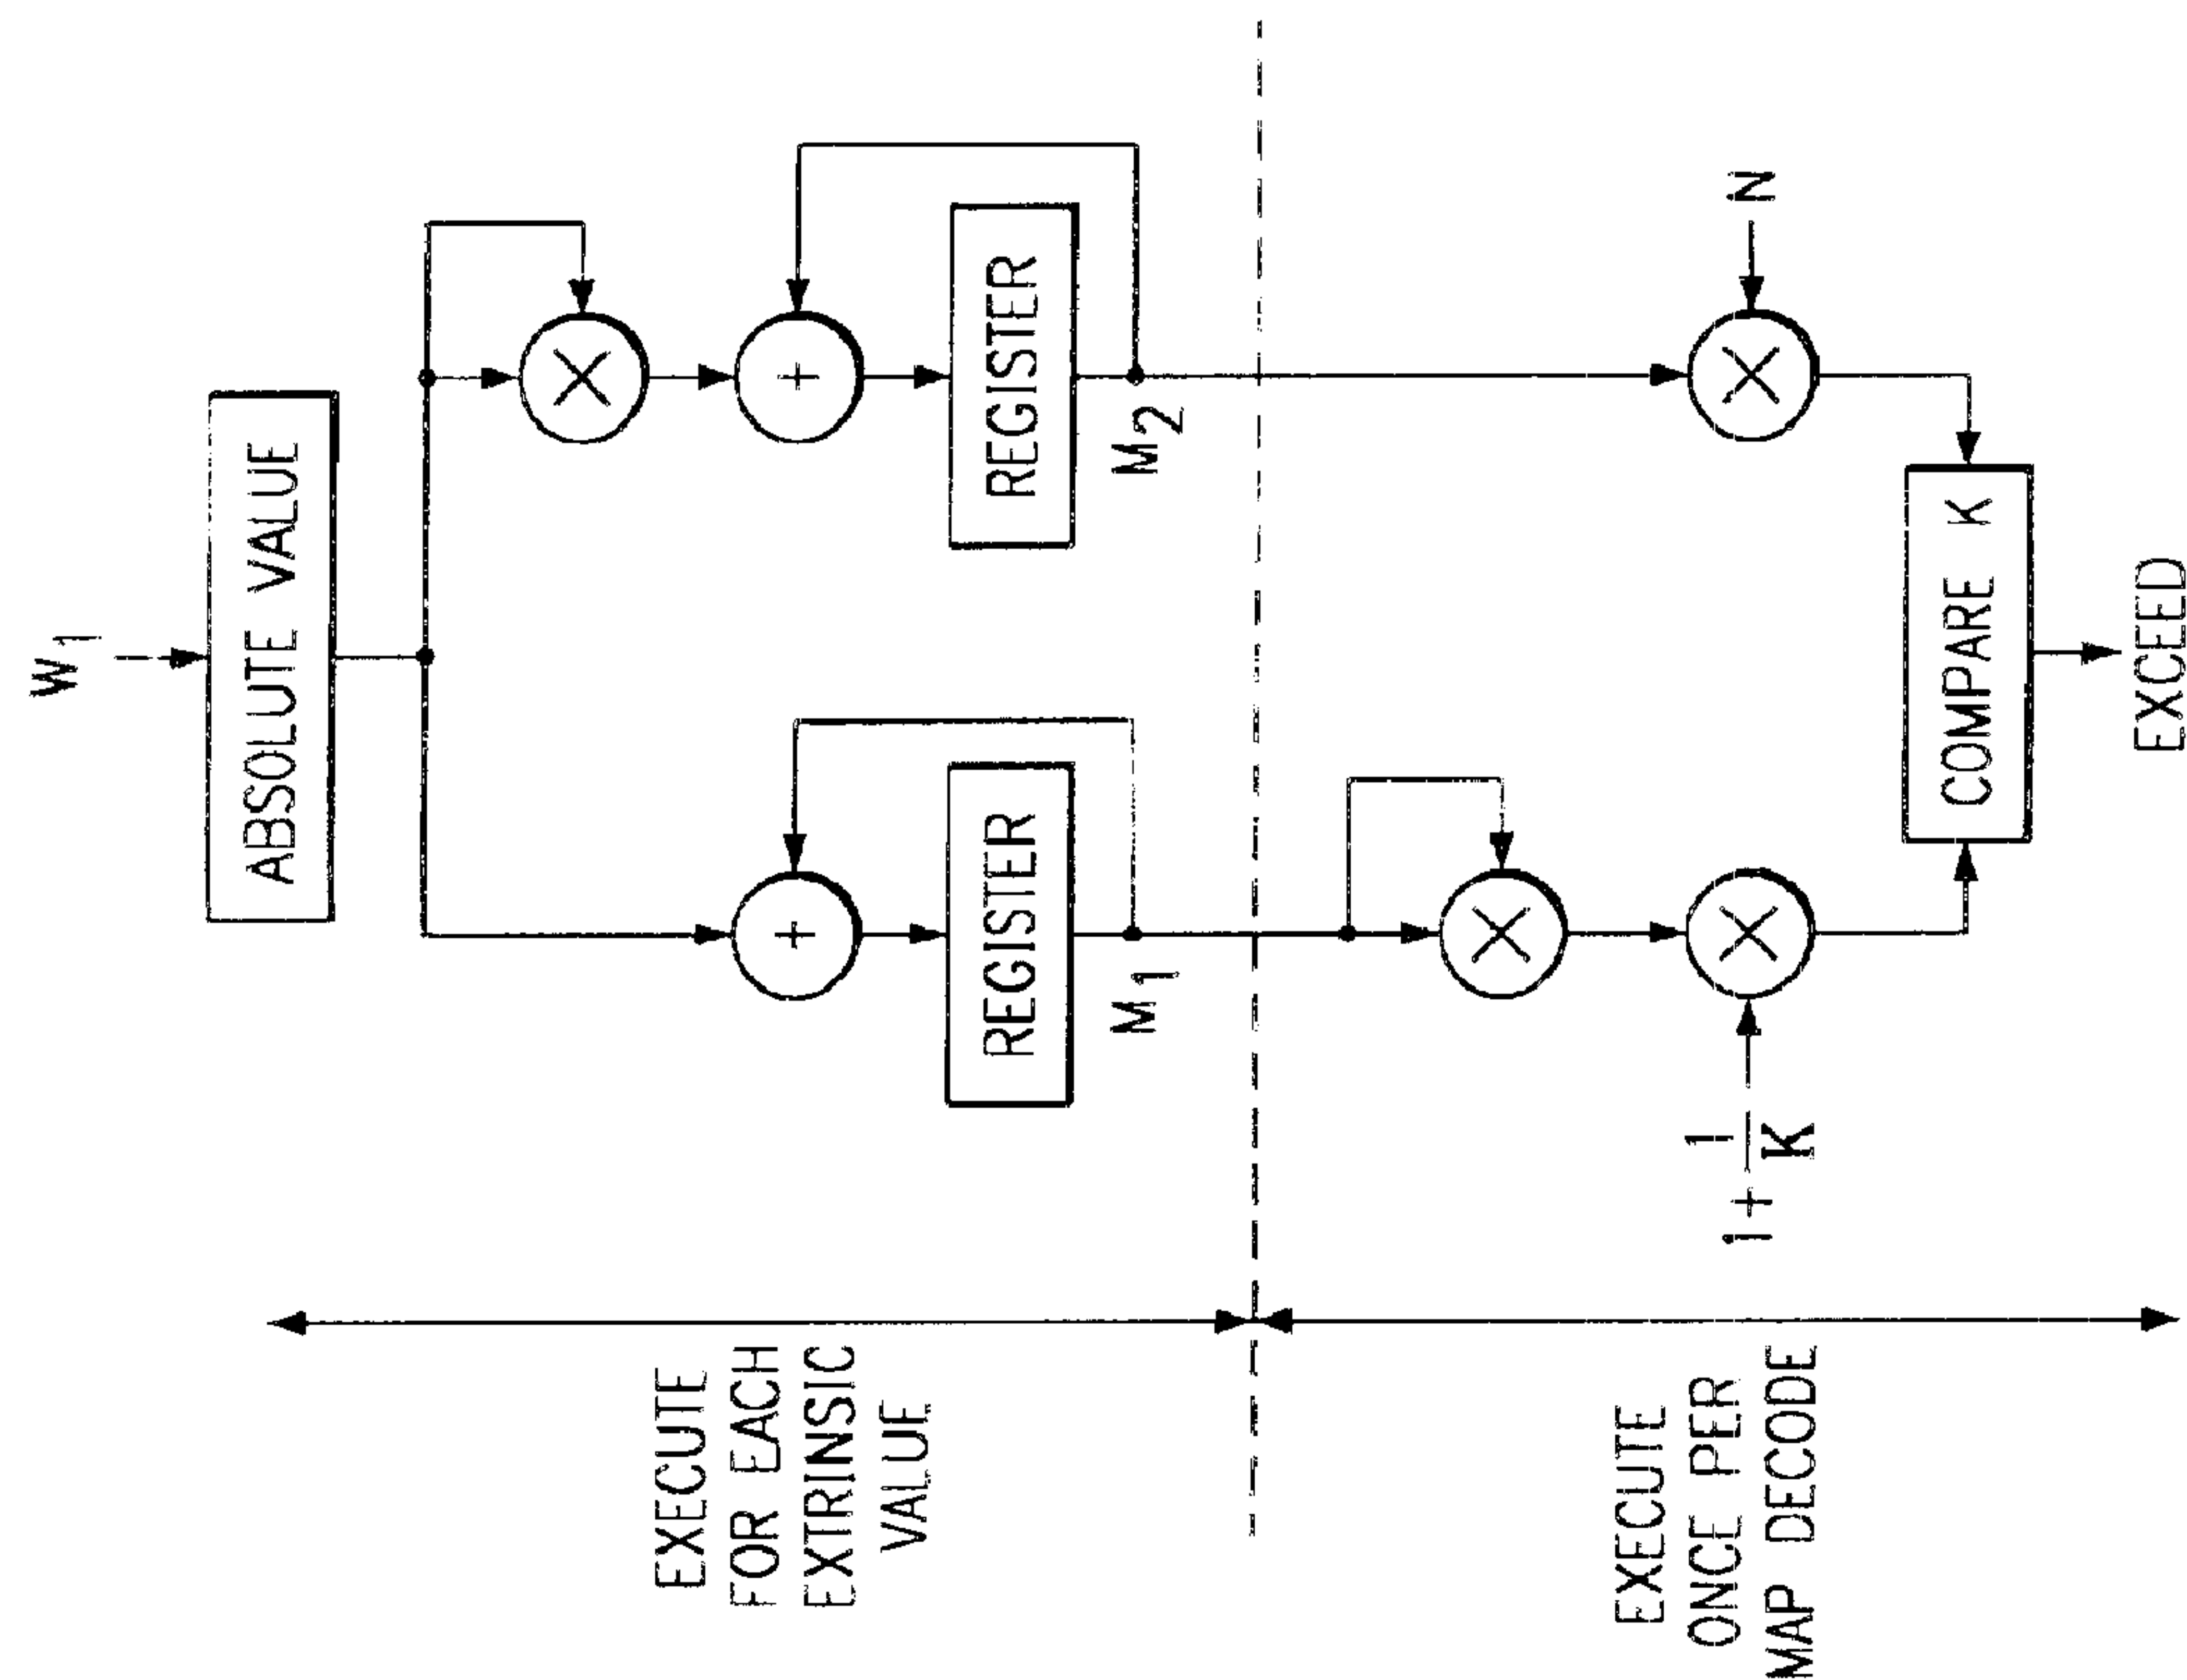 W1
ABSOLUTE VALUE
EXECUTE
FOR EACH
EXTRINSIC
VALUE
+
×
+
REGISTER
REGISTER
M1
M2
EXECUTE
ONCE PER
MAP DECODE
×
1 + 1/K
×
×
N
COMPARE K
EXCEED